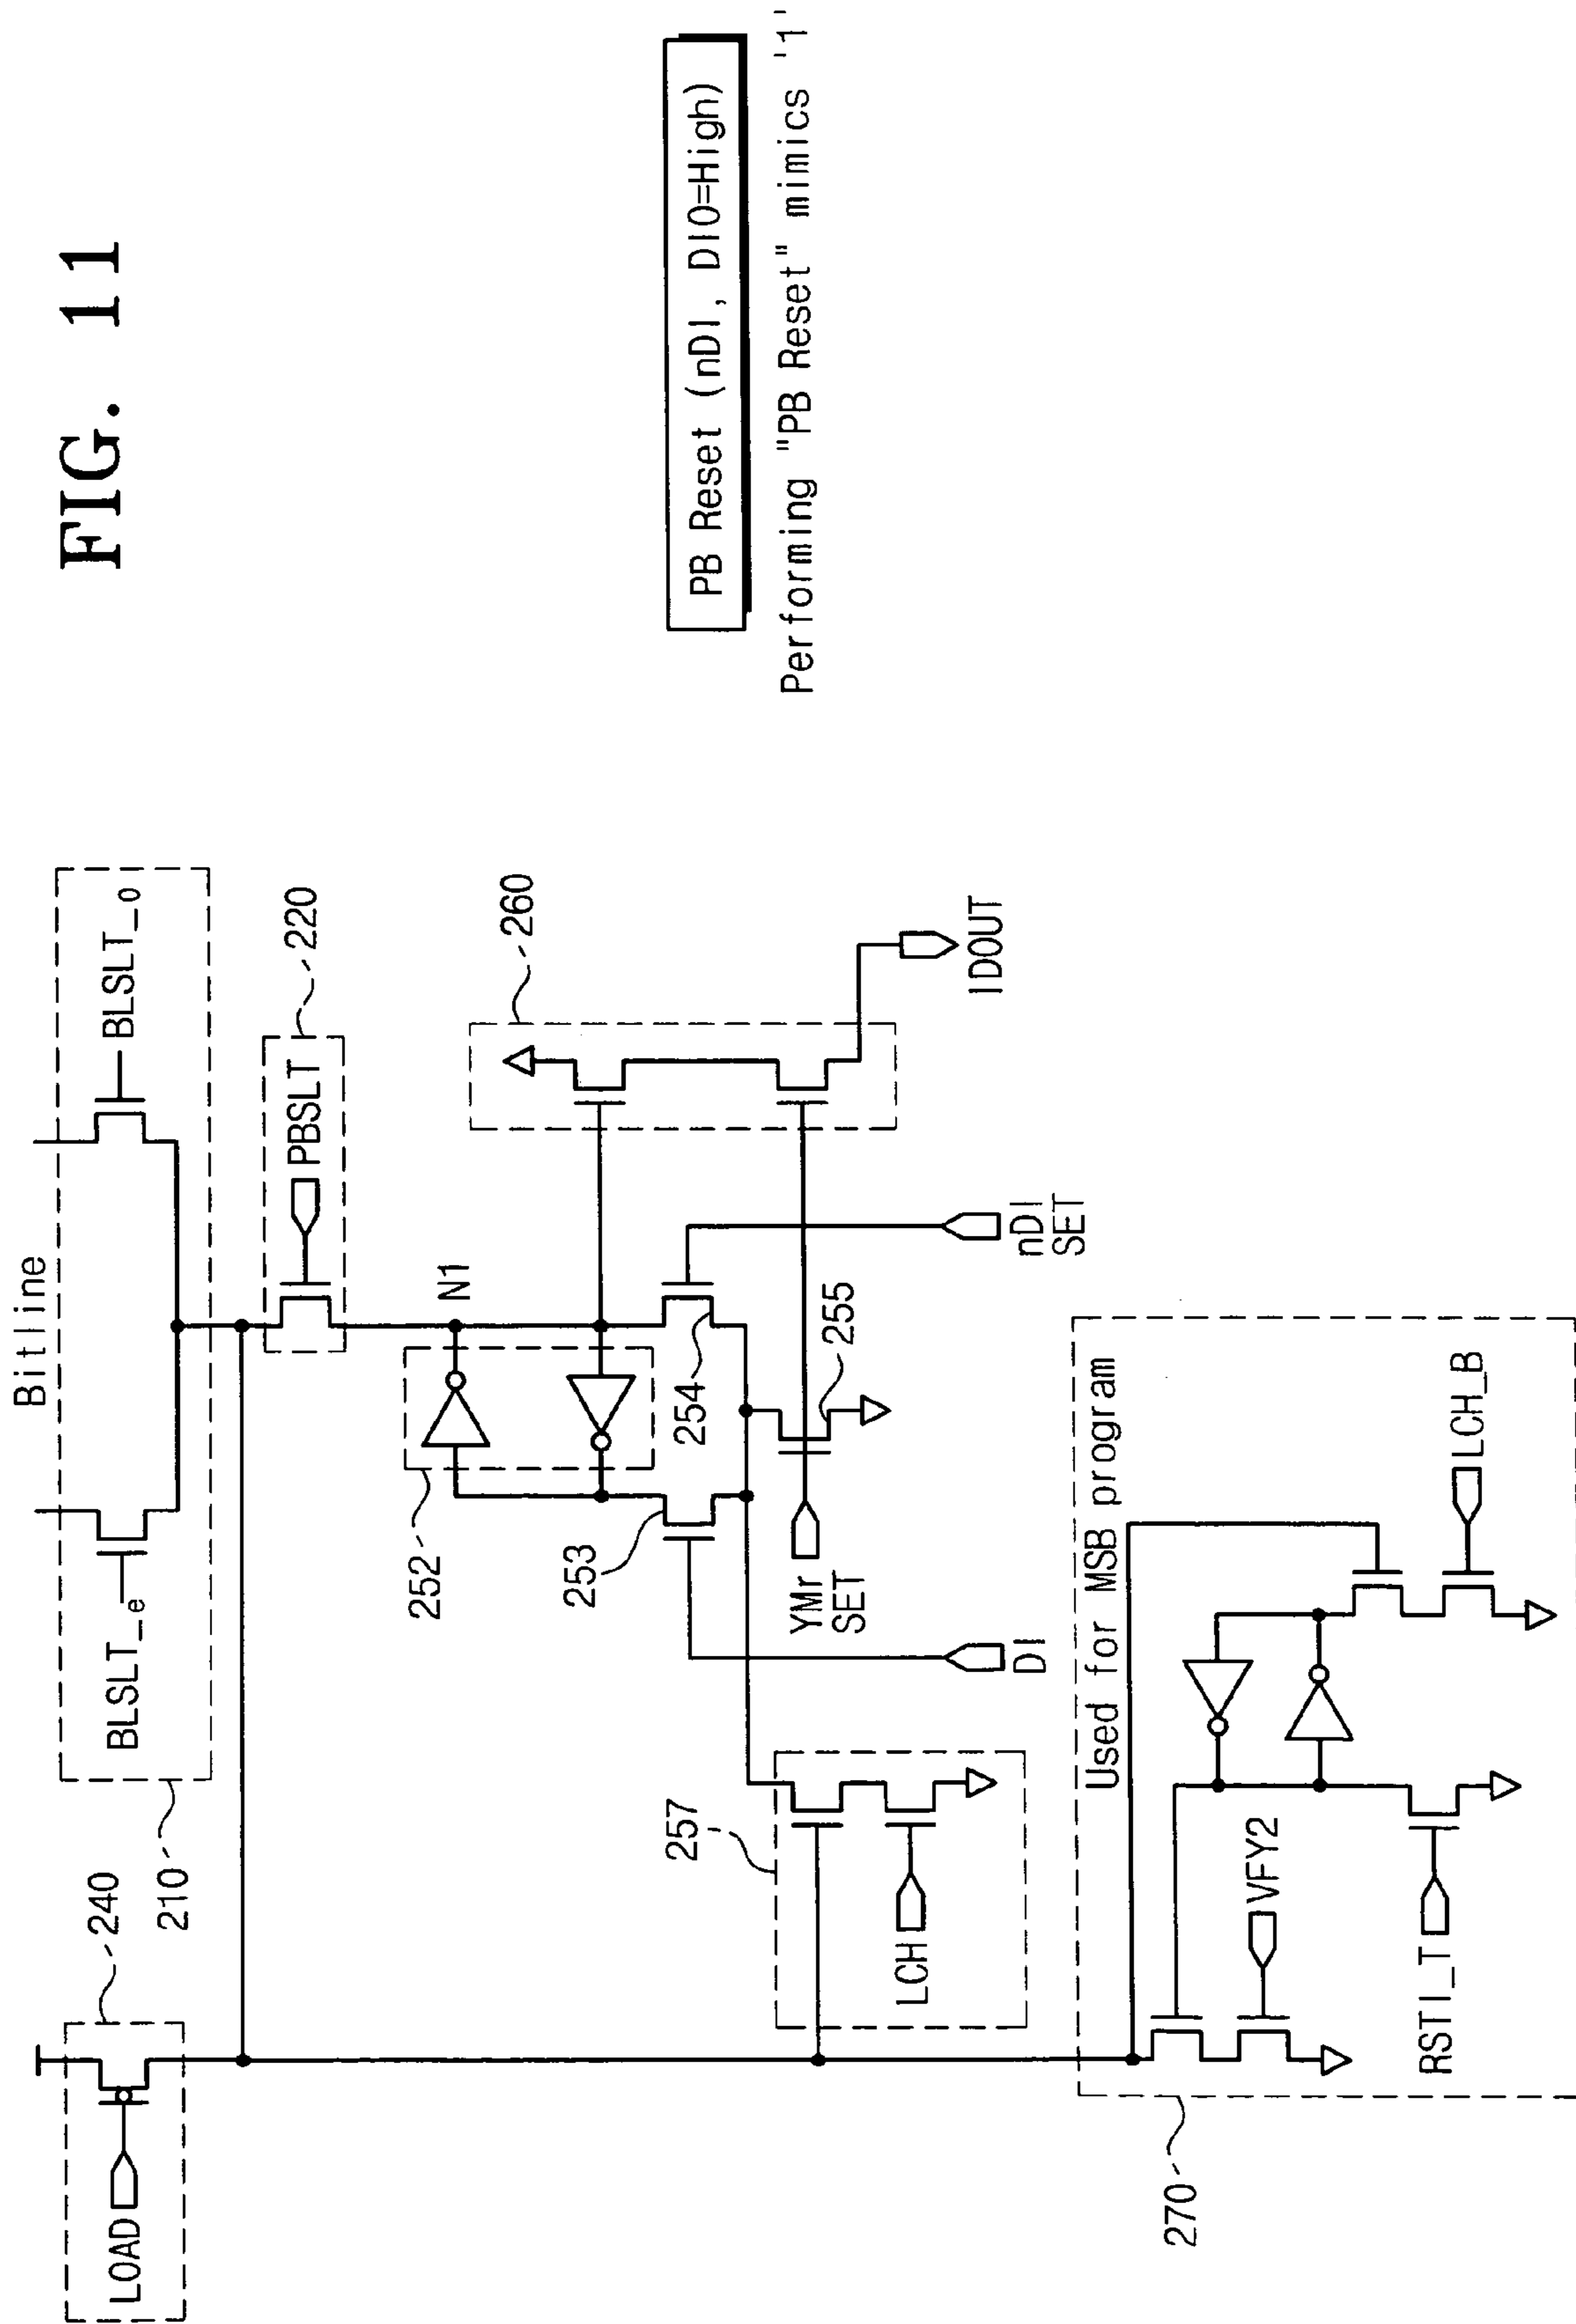 FIG. 11
Bitline
LOAD
240
210
BLSLT_e
BLSLT_o
PBSLT
220
N1
252
253
254
255
260
IDOUT
nDI
SET
YMr
SET
DI
257
LCH
Used for MSB program
270
VFY2
RSTI_T
LCH_B
PB Reset (nDI, DIO=High)
Performing "PB Reset" mimics '1'